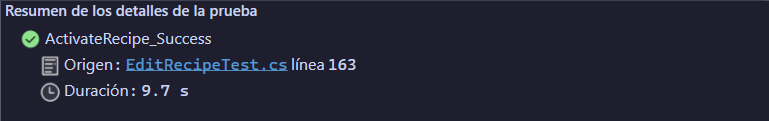 Resumen de los detalles de la prueba
ActivateRecipe_Success
Origen: EditRecipeTest.cs línea 163
Duración: 9.7 s